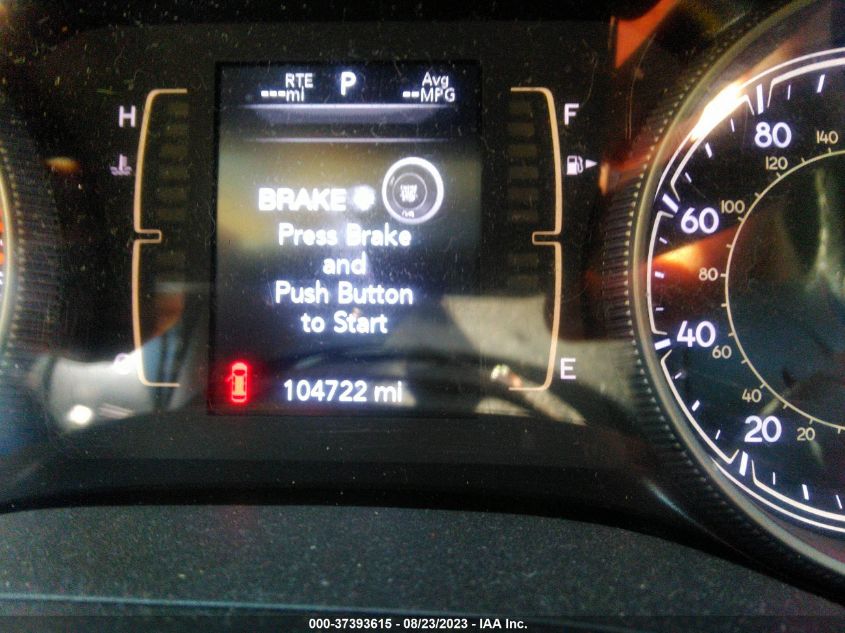 RTE P Avg
---mi --MPG
H F
BRAKE
Press Brake
and
Push Button
to Start
C E
104722 mi
80 140
120
60 100
80
40 60
40
20 20
000-37393615 - 08/23/2023 - IAA Inc.